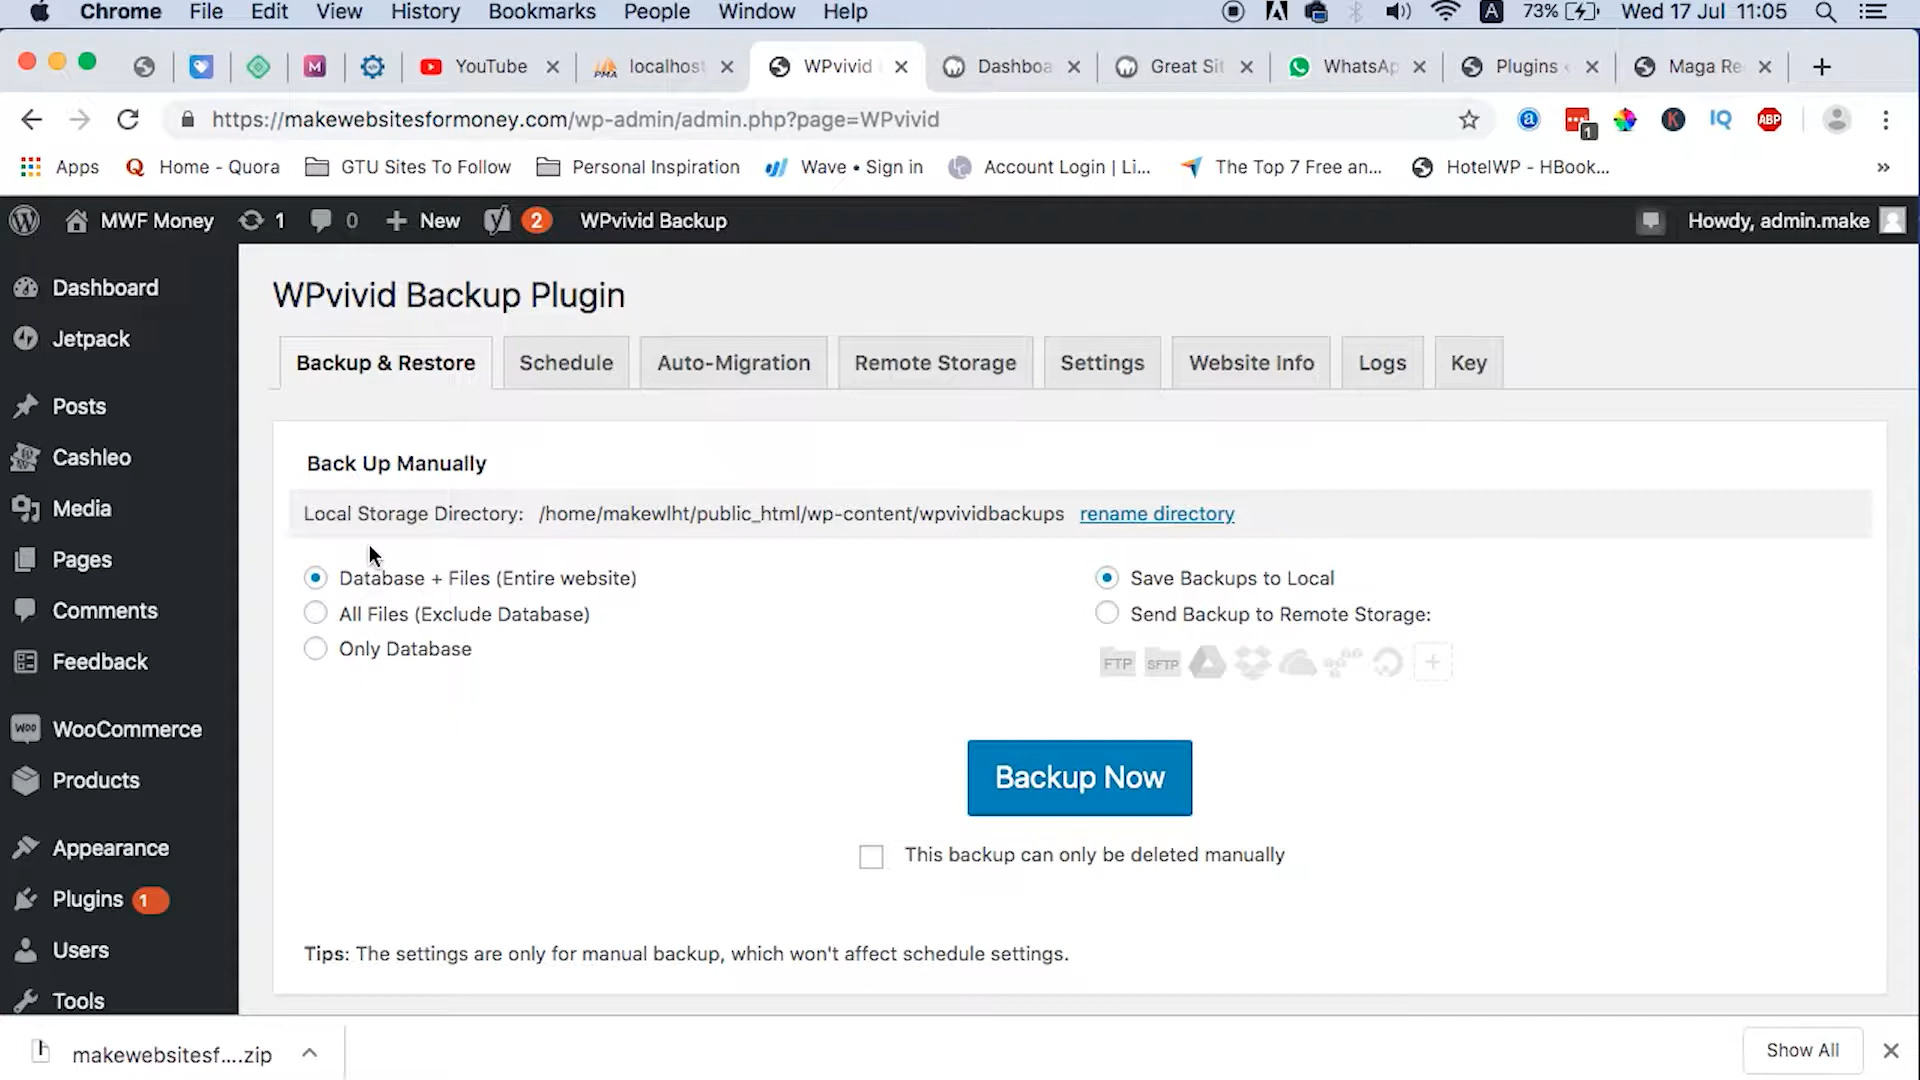 Chrome File Edit View History Bookmarks People Window Help A 73% Wed 17 Jul 11:05
M YouTube PMA localhost WPvivid Dashboa Great Sit WhatsAp Plugins Maga Re
https://makewebsitesformoney.com/wp-admin/admin.php?page=WPvivid a 1 K IQ ABP
Apps Home - Quora GTU Sites To Follow Personal Inspiration Wave • Sign in Account Login | Li... The Top 7 Free an... HotelWP - HBook... »
MWF Money 1 0 New 2 WPvivid Backup Howdy, admin.make
Dashboard
Jetpack
Posts
Cashleo
Media
Pages
Comments
Feedback
WOO WooCommerce
Products
Appearance
Plugins 1
Users
Tools
WPvivid Backup Plugin
Backup & Restore Schedule Auto-Migration Remote Storage Settings Website Info Logs Key
Back Up Manually
Local Storage Directory: /home/makewlht/public_html/wp-content/wpvividbackups rename directory
Database + Files (Entire website)
All Files (Exclude Database)
Only Database
Save Backups to Local
Send Backup to Remote Storage:
FTP SFTP
Backup Now
This backup can only be deleted manually
Tips: The settings are only for manual backup, which won't affect schedule settings.
makewebsitesf....zip Show All